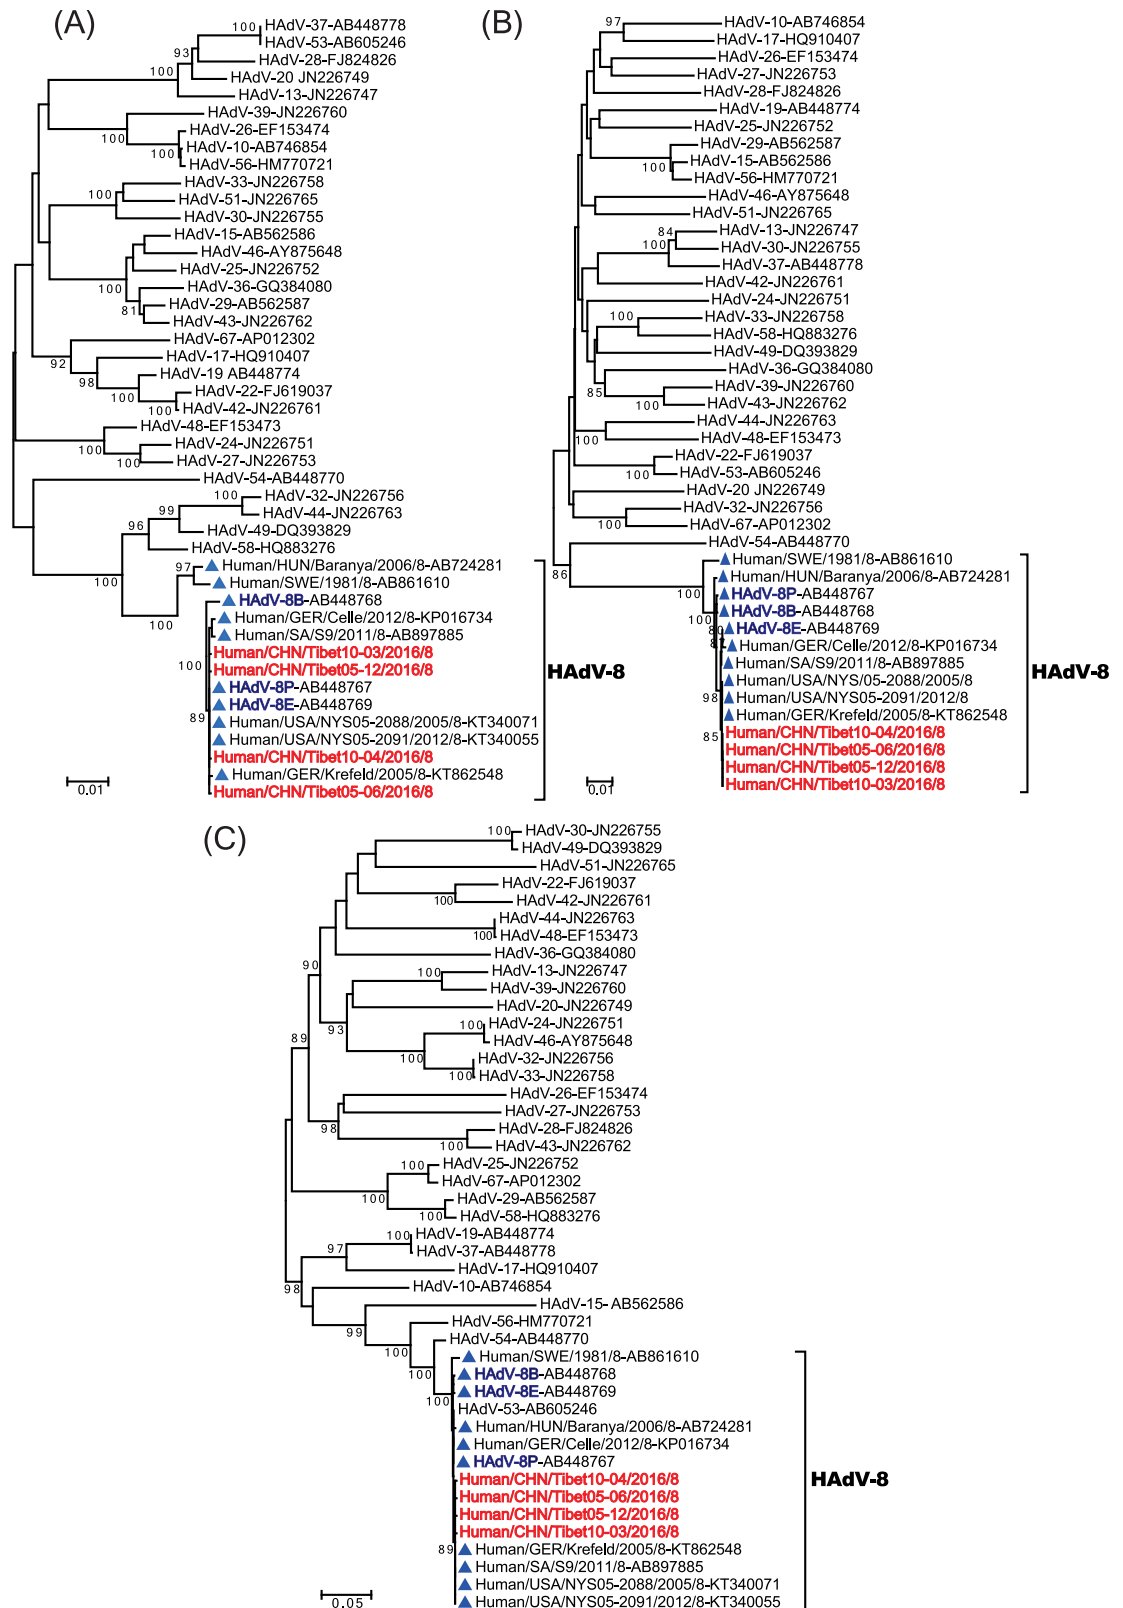 (A)
HAdV-37-AB448778
100
HAdV-53-AB605246
93
HAdV-28-FJ824826
100
HAdV-20 JN226749
HAdV-13-JN226747
HAdV-39-JN226760
HAdV-26-EF153474
100
HAdV-10-AB746854
100
HAdV-56-HM770721
HAdV-33-JN226758
100
HAdV-51-JN226765
HAdV-30-JN226755
HAdV-15-AB562586
HAdV-46-AY875648
HAdV-25-JN226752
100
HAdV-36-GQ384080
HAdV-29-AB562587
81
HAdV-43-JN226762
HAdV-67-AP012302
92
HAdV-17-HQ910407
98
HAdV-19 AB448774
HAdV-22-FJ619037
100
100
HAdV-42-JN226761
HAdV-48-EF153473
HAdV-24-JN226751
100
100
HAdV-27-JN226753
HAdV-54-AB448770
100
HAdV-32-JN226756
99
HAdV-44-JN226763
96
HAdV-49-DQ393829
HAdV-58-HQ883276
100
97
Human/HUN/Baranya/2006/8-AB724281
Human/SWE/1981/8-AB861610
100
HAdV-8B-AB448768
Human/GER/Celle/2012/8-KP016734
Human/SA/S9/2011/8-AB897885
Human/CHN/Tibet10-03/2016/8
100
Human/CHN/Tibet05-12/2016/8
HAdV-8
HAdV-8P-AB448767
HAdV-8E-AB448769
89
Human/USA/NYS05-2088/2005/8-KT340071
Human/USA/NYS05-2091/2012/8-KT340055
Human/CHN/Tibet10-04/2016/8
Human/GER/Krefeld/2005/8-KT862548
0.01
Human/CHN/Tibet05-06/2016/8
(B)
97
HAdV-10-AB746854
HAdV-17-HQ910407
HAdV-26-EF153474
HAdV-27-JN226753
HAdV-28-FJ824826
HAdV-19-AB448774
HAdV-25-JN226752
HAdV-29-AB562587
100
HAdV-15-AB562586
HAdV-56-HM770721
HAdV-46-AY875648
HAdV-51-JN226765
84
HAdV-13-JN226747
100
HAdV-30-JN226755
HAdV-37-AB448778
HAdV-42-JN226761
HAdV-24-JN226751
100
HAdV-33-JN226758
HAdV-58-HQ883276
HAdV-49-DQ393829
HAdV-36-GQ384080
85
HAdV-39-JN226760
100
HAdV-43-JN226762
HAdV-44-JN226763
100
HAdV-48-EF153473
HAdV-22-FJ619037
100
HAdV-53-AB605246
HAdV-20 JN226749
HAdV-32-JN226756
100
HAdV-67-AP012302
HAdV-54-AB448770
86
Human/SWE/1981/8-AB861610
Human/HUN/Baranya/2006/8-AB724281
100
HAdV-8P-AB448767
HAdV-8B-AB448768
HAdV-8E-AB448769
Human/GER/Celle/2012/8-KP016734
Human/SA/S9/2011/8-AB897885
HAdV-8
Human/USA/NYS/05-2088/2005/8
98
Human/USA/NYS/05-2091/2012/8
Human/GER/Krefeld/2005/8-KT862548
85
Human/CHN/Tibet10-04/2016/8
Human/CHN/Tibet05-06/2016/8
Human/CHN/Tibet05-12/2016/8
0.01
Human/CHN/Tibet10-03/2016/8
(C)
100
HAdV-30-JN226755
HAdV-49-DQ393829
HAdV-51-JN226765
HAdV-22-FJ619037
100
HAdV-42-JN226761
HAdV-44-JN226763
100
HAdV-48-EF153473
HAdV-36-GQ384080
90
100
HAdV-13-JN226747
HAdV-39-JN226760
HAdV-20-JN226749
93
100
HAdV-24-JN226751
89
HAdV-46-AY875648
100
HAdV-32-JN226756
100
HAdV-33-JN226758
HAdV-26-EF153474
HAdV-27-JN226753
98
HAdV-28-FJ824826
100
HAdV-43-JN226762
100
HAdV-25-JN226752
HAdV-67-AP012302
100
HAdV-29-AB562587
100
HAdV-58-HQ883276
100
HAdV-19-AB448774
97
HAdV-37-AB448778
HAdV-17-HQ910407
98
HAdV-10-AB746854
HAdV-15- AB562586
99
HAdV-56-HM770721
100
HAdV-54-AB448770
Human/SWE/1981/8-AB861610
HAdV-8B-AB448768
HAdV-8E-AB448769
100
HAdV-53-AB605246
Human/HUN/Baranya/2006/8-AB724281
Human/GER/Celle/2012/8-KP016734
HAdV-8P-AB448767
Human/CHN/Tibet10-04/2016/8
HAdV-8
Human/CHN/Tibet05-06/2016/8
Human/CHN/Tibet05-12/2016/8
Human/CHN/Tibet10-03/2016/8
89
Human/GER/Krefeld/2005/8-KT862548
Human/SA/S9/2011/8-AB897885
Human/USA/NYS05-2088/2005/8-KT340071
0.05
Human/USA/NYS05-2091/2012/8-KT340055